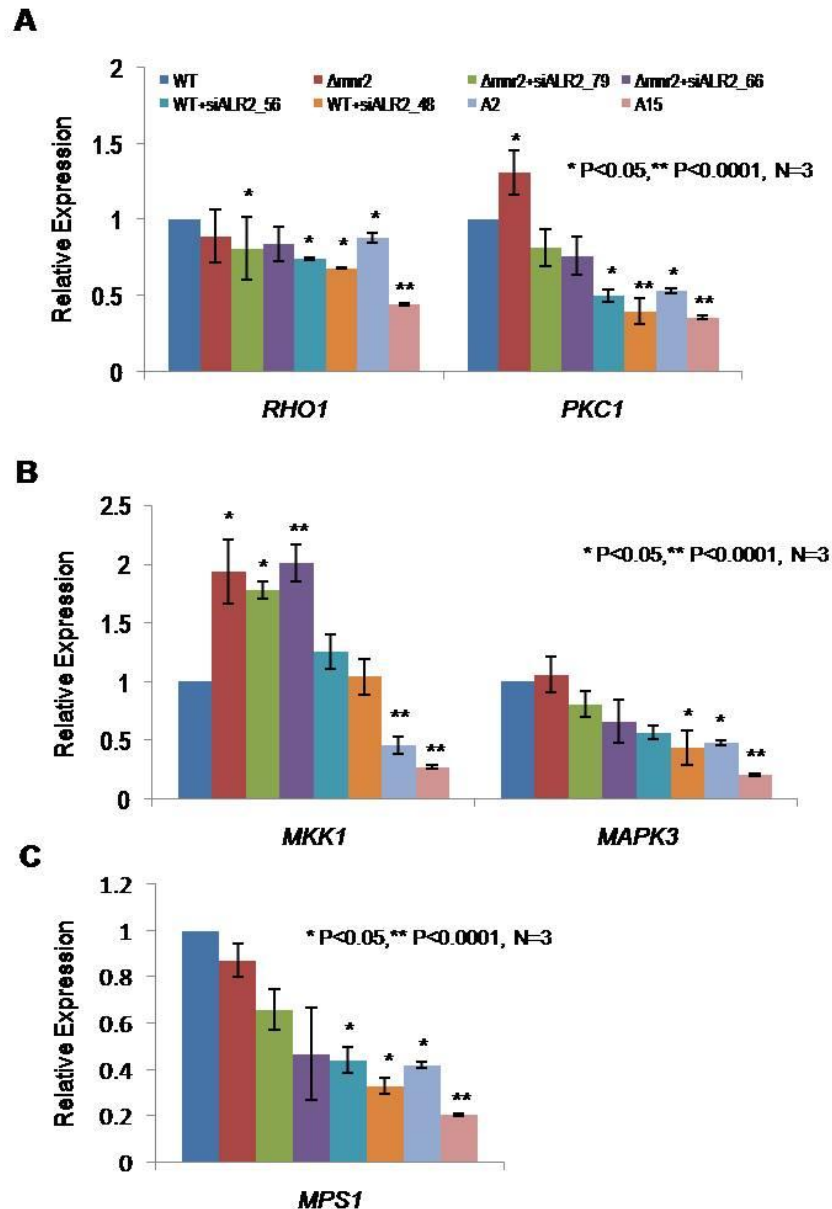 A
2
WT Δmnr2 Δmnr2+siALR2_79 Δmnr2+siALR2_66
WT+siALR2_56 WT+siALR2_48 A2 A15
* P<0.05,** P<0.0001, N=3
1.5
1
0.5
0
Relative Expression
* * * * ** * * ** * **
RHO1 PKC1
B
2.5
* P<0.05,** P<0.0001, N=3
2
1.5
1
0.5
0
Relative Expression
* * ** ** ** * * **
MKK1 MAPK3
C
1.2
* P<0.05,** P<0.0001, N=3
1
0.8
0.6
0.4
0.2
0
Relative Expression
* * * **
MPS1